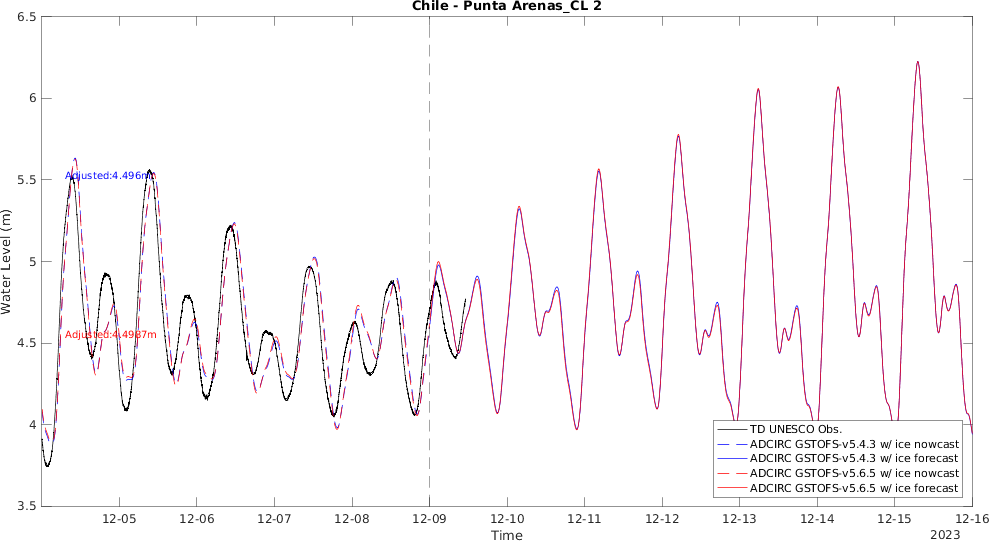 Chile - Punta Arenas_CL 2
6.5
6
5.5
5
4.5
4
3.5
Water Level (m)
Adjusted:4.496m
Adjusted:4.4987m
TD UNESCO Obs.
ADCIRC GSTOFS-v5.4.3 w/ ice nowcast
ADCIRC GSTOFS-v5.4.3 w/ ice forecast
ADCIRC GSTOFS-v5.6.5 w/ ice nowcast
ADCIRC GSTOFS-v5.6.5 w/ ice forecast
12-05 12-06 12-07 12-08 12-09 12-10 12-11 12-12 12-13 12-14 12-15 12-16
Time
2023